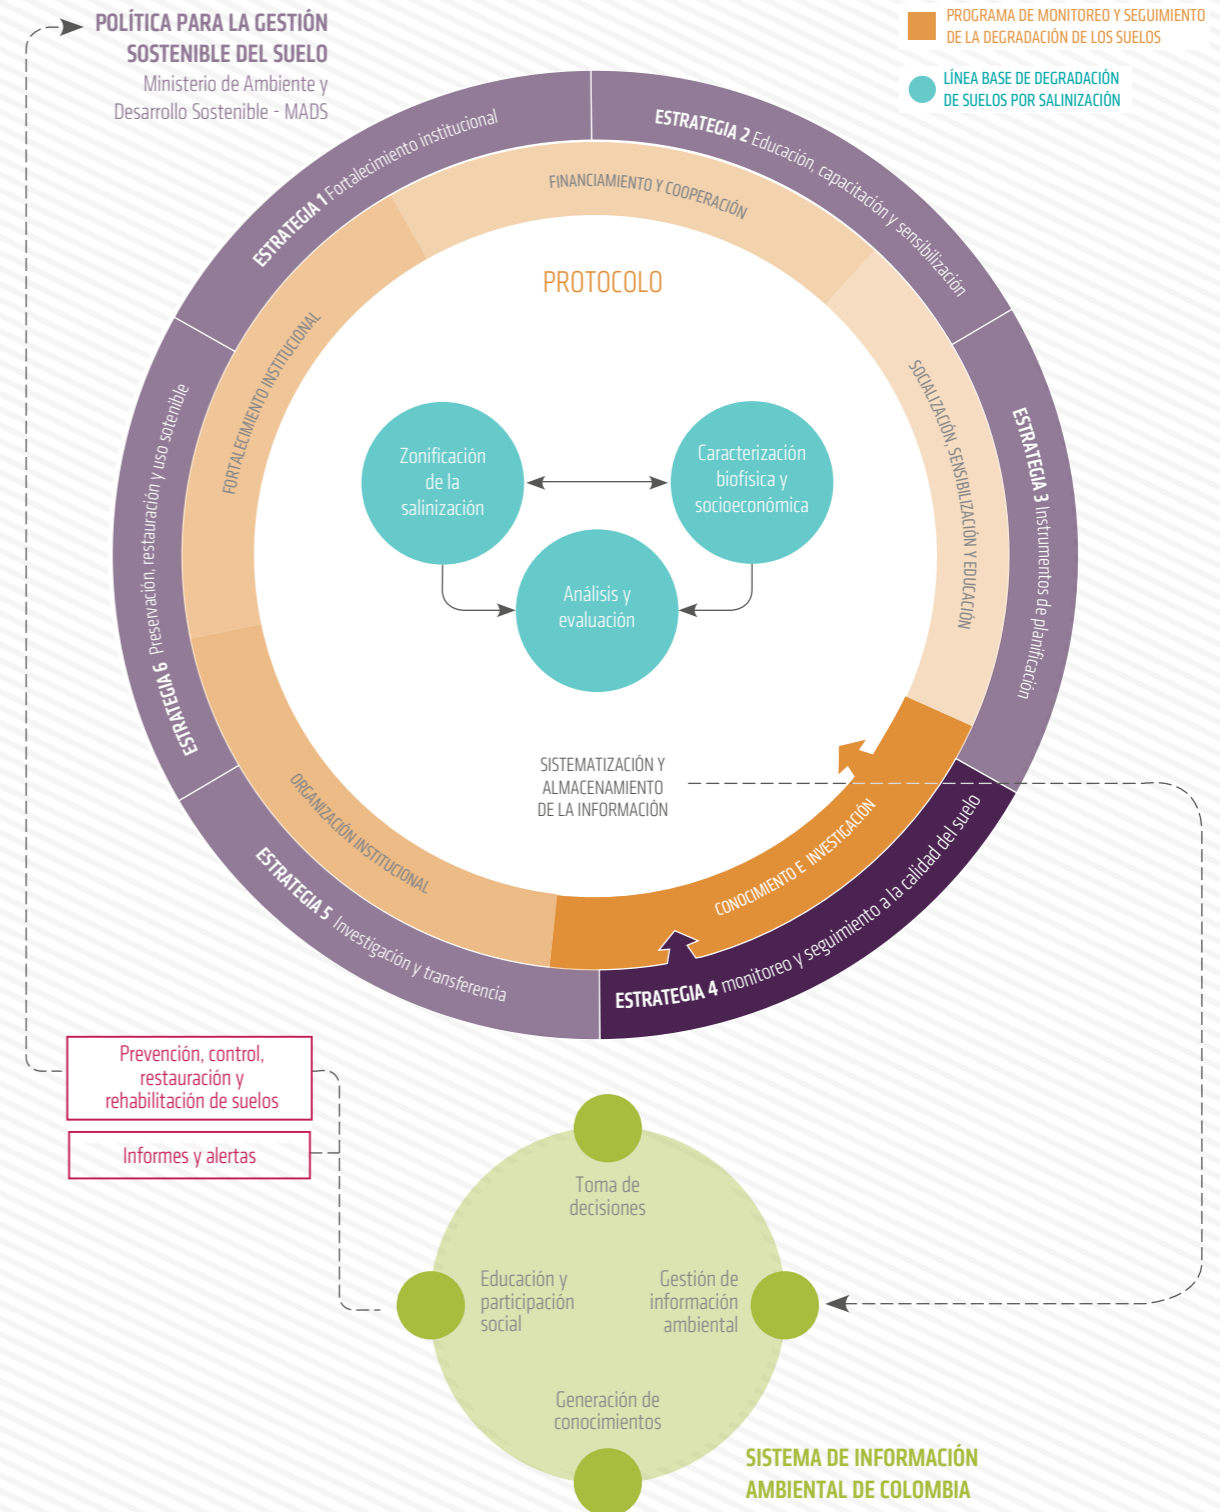 POLÍTICA PARA LA GESTIÓN
SOSTENIBLE DEL SUELO
Ministerio de Ambiente y
Desarrollo Sostenible - MADS
PROGRAMA DE MONITOREO Y SEGUIMIENTO
DE LA DEGRADACIÓN DE LOS SUELOS
LÍNEA BASE DE DEGRADACIÓN
DE SUELOS POR SALINIZACIÓN
ESTRATEGIA 1 Fortalecimiento institucional
ESTRATEGIA 2 Educación, capacitación y sensibilización
ESTRATEGIA 3 Instrumentos de planificación
ESTRATEGIA 4 monitoreo y seguimiento a la calidad del suelo
ESTRATEGIA 5 Investigación y transferencia
ESTRATEGIA 6 Preservación, restauración y uso sotenible
FINANCIAMIENTO Y COOPERACIÓN
SOCIALIZACIÓN, SENSIBILIZACIÓN Y EDUCACIÓN
CONOCIMIENTO E INVESTIGACIÓN
ORGANIZACIÓN INSTITUCIONAL
FORTALECIMIENTO INSTITUCIONAL
PROTOCOLO
Zonificación
de la
salinización
Caracterización
biofísica y
socioeconómica
Análisis y
evaluación
SISTEMATIZACIÓN Y
ALMACENAMIENTO
DE LA INFORMACIÓN
Prevención, control,
restauración y
rehabilitación de suelos
Informes y alertas
Toma de
decisiones
Educación y
participación
social
Gestión de
información
ambiental
Generación de
conocimientos
SISTEMA DE INFORMACIÓN
AMBIENTAL DE COLOMBIA